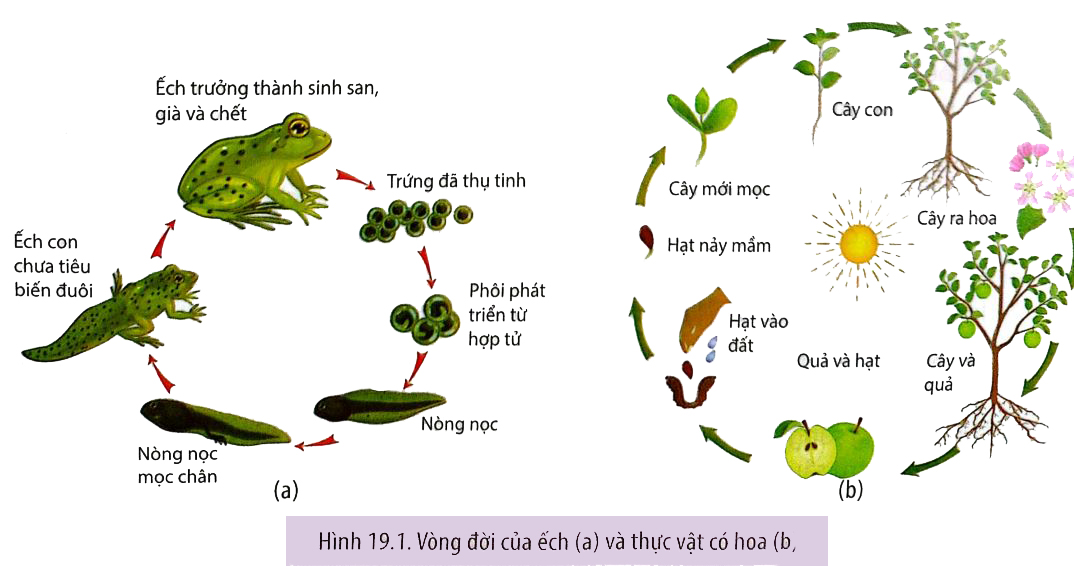 Ếch trưởng thành sinh san,
già và chết
Trứng đã thụ tinh
Ếch con
chưa tiêu
biến đuôi
Phôi phát
triển từ
hợp tử
Nòng nọc
Nòng nọc
mọc chân
(a)
Cây con
Cây mới mọc
Cây ra hoa
Hạt nảy mầm
Hạt vào
đất
Quả và hạt
Cây và
quả
(b)
Hình 19.1. Vòng đời của ếch (a) và thực vật có hoa (b,